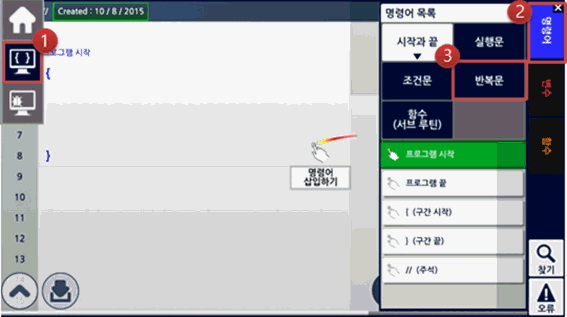 // Created : 10 / 8 / 2015
1
로그램 시작
{ }
{
7
8
}
9
10
11
12
13
명령어
삽입하기
명령어 목록
2
시작과 끝
실행문
3
조건문
반복문
함수
(서브 루틴)
프로그램 시작
프로그램 끝
{ (구간 시작)
} (구간 끝)
// (주석)
명령어
변수
함수
찾기
오류